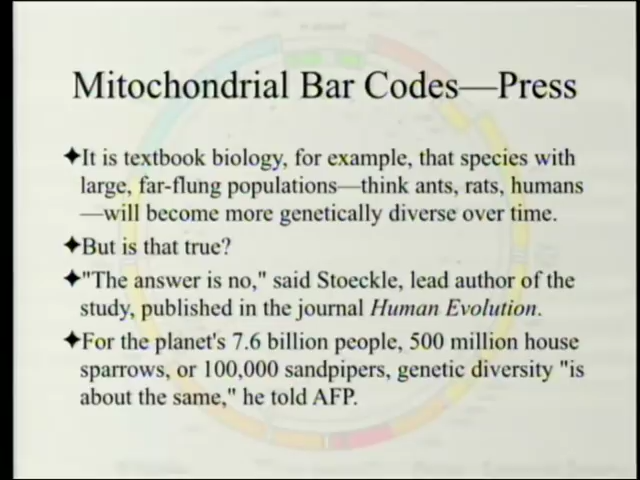 Mitochondrial Bar Codes—Press
✦It is textbook biology, for example, that species with
large, far-flung populations—think ants, rats, humans
—will become more genetically diverse over time.
✦But is that true?
✦"The answer is no," said Stoeckle, lead author of the
study, published in the journal Human Evolution.
✦For the planet's 7.6 billion people, 500 million house
sparrows, or 100,000 sandpipers, genetic diversity "is
about the same," he told AFP.